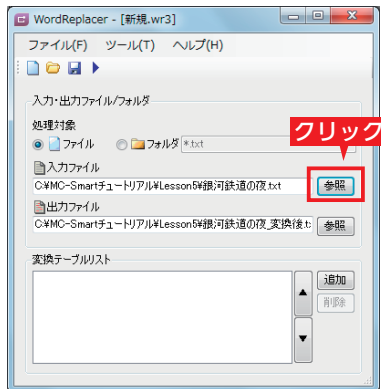 WordReplacer - [新規.wr3]
ファイル(F) ツール(T) ヘルプ(H)
入力・出力ファイル/フォルダ
処理対象
ファイル フォルダ *.txt
クリック
入力ファイル
C:¥MC-Smartチュートリアル¥Lesson5¥銀河鉄道の夜.txt 参照
出力ファイル
C:¥MC-Smartチュートリアル¥Lesson5¥銀河鉄道の夜_変換後.t 参照
変換テーブルリスト
追加
削除